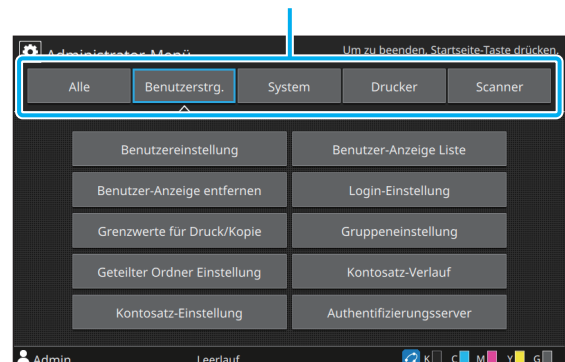 Administrator-Menü
Um zu beenden, Startseite-Taste drücken.
Alle Benutzerstrg. System Drucker Scanner
Benutzereinstellung Benutzer-Anzeige Liste
Benutzer-Anzeige entfernen Login-Einstellung
Grenzwerte für Druck/Kopie Gruppeneinstellung
Geteilter Ordner Einstellung Kontosatz-Verlauf
Kontosatz-Einstellung Authentifizierungsserver
Admin Leerlauf K C M Y G